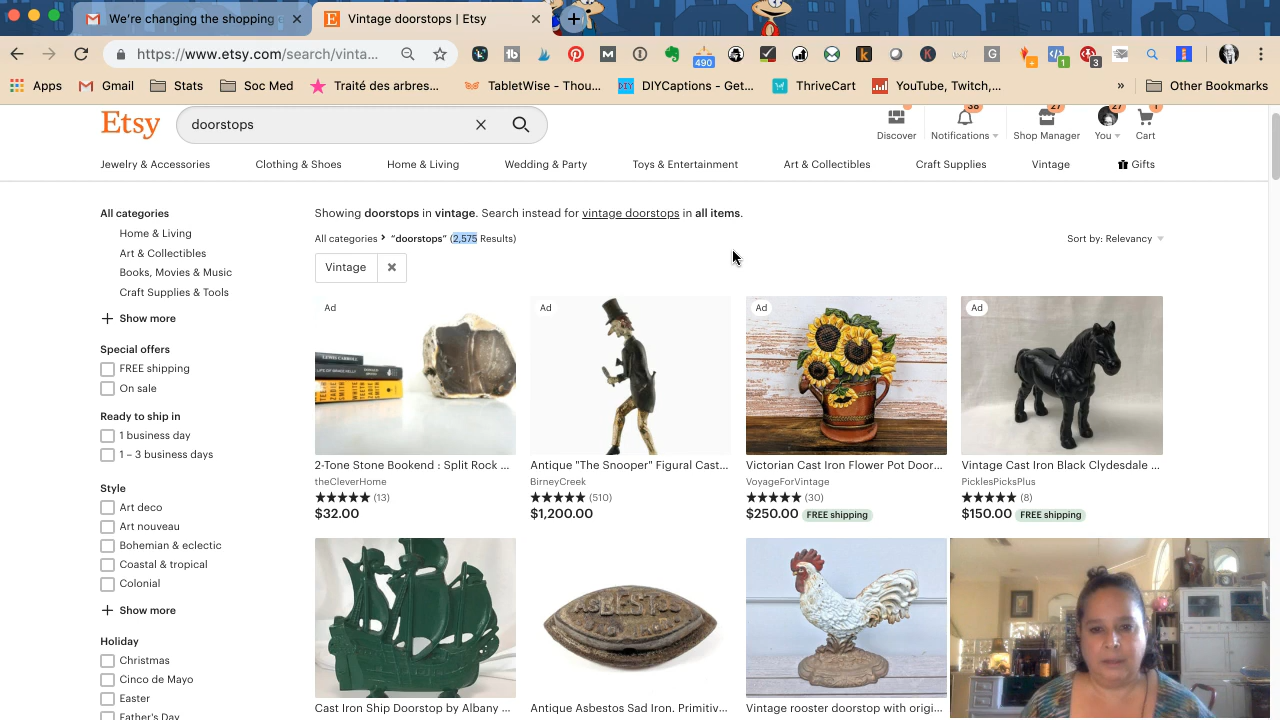 We're changing the shopping e
Vintage doorstops | Etsy
https://www.etsy.com/search/vinta...
490
1
3
Apps
Gmail
Stats
Soc Med
Traité des arbres...
TabletWise - Thou...
DIYCaptions - Get...
ThriveCart
YouTube, Twitch,...
»
Other Bookmarks
Etsy
doorstops
Discover
38
Notifications
27
Shop Manager
27
You
1
Cart
Jewelry & Accessories
Clothing & Shoes
Home & Living
Wedding & Party
Toys & Entertainment
Art & Collectibles
Craft Supplies
Vintage
Gifts
Showing doorstops in vintage. Search instead for vintage doorstops in all items.
All categories > "doorstops" (2,575 Results)
Sort by: Relevancy
Vintage
All categories
Home & Living
Art & Collectibles
Books, Movies & Music
Craft Supplies & Tools
+ Show more
Special offers
FREE shipping
On sale
Ready to ship in
1 business day
1 – 3 business days
Style
Art deco
Art nouveau
Bohemian & eclectic
Coastal & tropical
Colonial
+ Show more
Holiday
Christmas
Cinco de Mayo
Easter
Father's Day
Ad
LEWIS CARROLL
2-Tone Stone Bookend : Split Rock ...
theCleverHome
★★★★★ (13)
$32.00
Ad
Antique "The Snooper" Figural Cast...
BirneyCreek
★★★★★ (510)
$1,200.00
Ad
Victorian Cast Iron Flower Pot Door...
VoyageForVintage
★★★★★ (30)
$250.00 FREE shipping
Ad
Vintage Cast Iron Black Clydesdale ...
PicklesPicksPlus
★★★★★ (8)
$150.00 FREE shipping
Cast Iron Ship Doorstop by Albany ...
Antique Asbestos Sad Iron. Primitiv...
Vintage rooster doorstop with origi...